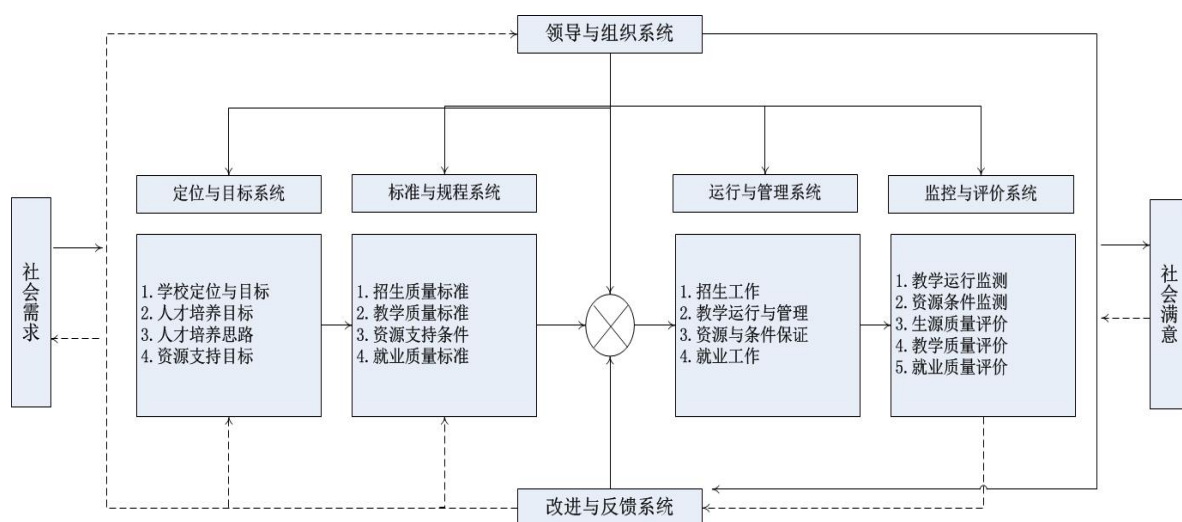 领导与组织系统
定位与目标系统
标准与规程系统
运行与管理系统
监控与评价系统
社会需求
1.学校定位与目标
2.人才培养目标
3.人才培养思路
4.资源支持目标
1.招生质量标准
2.教学质量标准
3.资源支持条件
4.就业质量标准
1.招生工作
2.教学运行与管理
3.资源与条件保证
4.就业工作
1.教学运行监测
2.资源条件监测
3.生源质量评价
4.教学质量评价
5.就业质量评价
社会满意
改进与反馈系统